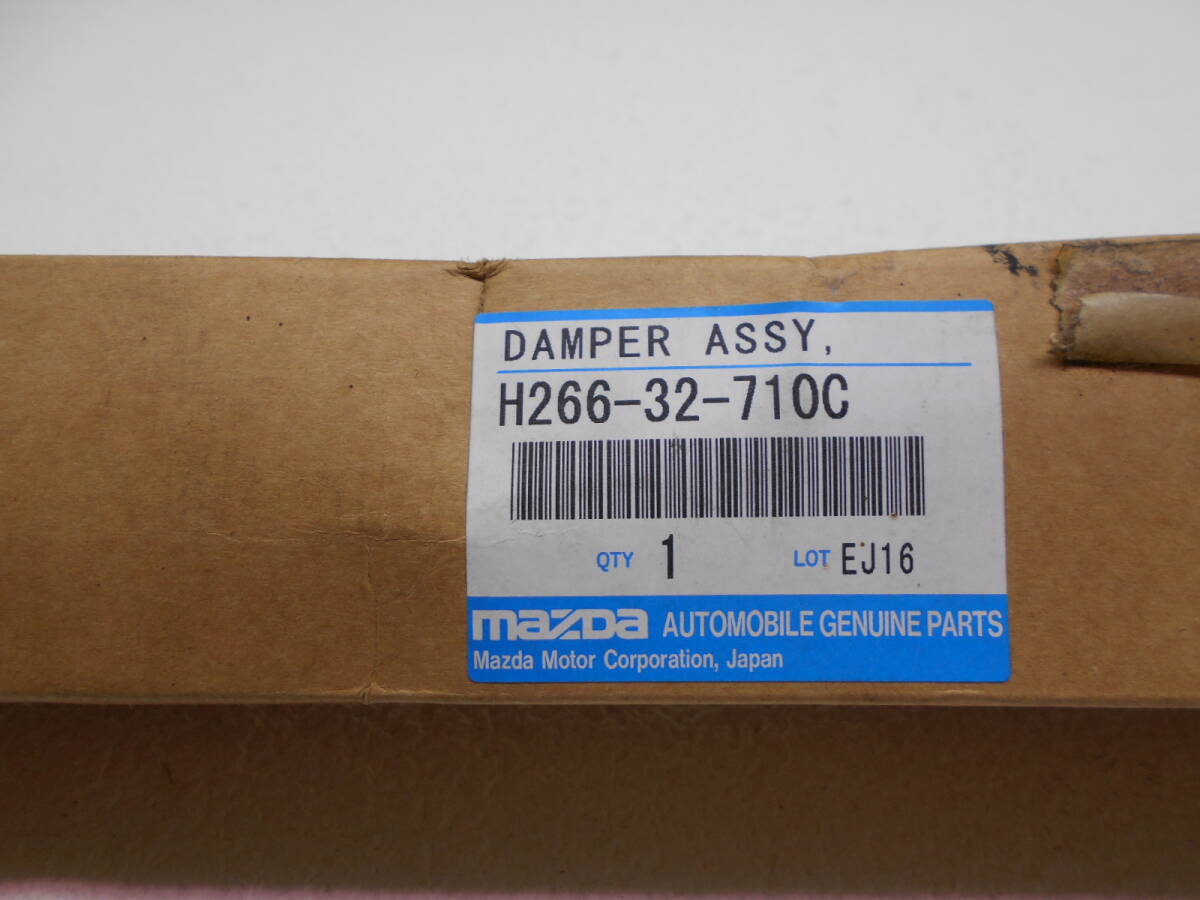 DAMPER ASSY,
H266-32-710C
QTY 1 LOT EJ16
mazda AUTOMOBILE GENUINE PARTS
Mazda Motor Corporation, Japan